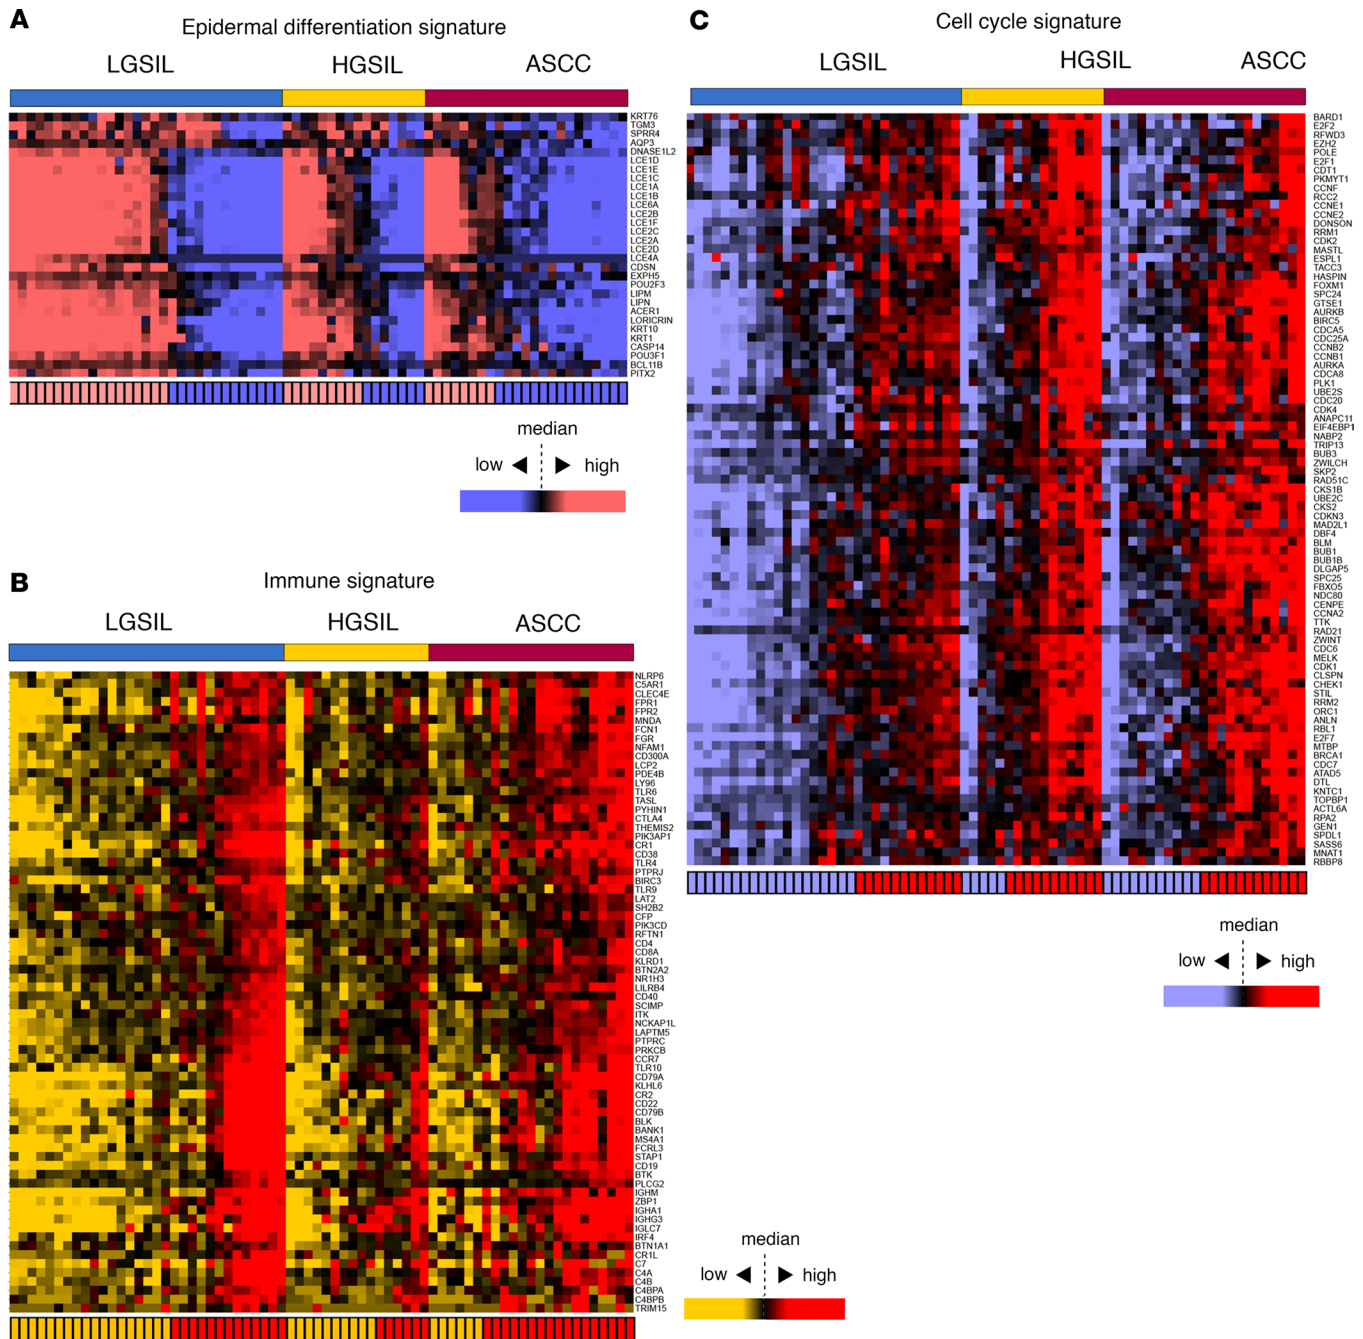 A
Epidermal differentiation signature
LGSIL HGSIL ASCC
KRT76
TGM3
SPRR4
AQP3
DNASE1L2
LCE1D
LCE1E
LCE1C
LCE1A
LCE1B
LCE6A
LCE2B
LCE1F
LCE2C
LCE2A
LCE2D
LCE4A
CDSN
EXPH5
POU2F3
LIPM
LIPN
ACER1
LORICRIN
KRT10
KRT1
CASP14
POU3F1
BCL11B
PITX2
median
low high
B
Immune signature
LGSIL HGSIL ASCC
NLRP6
C5AR1
CLEC4E
FPR1
FPR2
MNDA
FCN1
FGR
NFAM1
CD300A
LCP2
PDE4B
LY96
TLR6
TASL
PYHIN1
CTLA4
THEMIS2
PIK3AP1
CR1
CD38
TLR4
PTPRJ
BIRC3
TLR9
LAT2
SH2B2
CFP
PIK3CD
RFTN1
CD4
CD8A
KLRD1
BTN2A2
NR1H3
LILRB4
CD40
SCIMP
ITK
NCKAP1L
LAPTM5
PTPRC
PRKCB
CCR7
TLR10
CD79A
KLHL6
CR2
CD22
CD79B
BLK
BANK1
MS4A1
FCRL3
STAP1
CD19
BTK
PLCG2
IGHM
ZBP1
IGHA1
IGHG3
IGLC7
IRF4
BTN1A1
CR1L
C7
C4A
C4B
C4BPA
C4BPB
TRIM15
median
low high
C
Cell cycle signature
LGSIL HGSIL ASCC
BARD1
E2F2
RFWD3
EZH2
POLE
E2F1
CDT1
PKMYT1
CCNF
RCC2
CCNE1
CCNE2
DONSON
RRM1
CDK2
MASTL
ESPL1
TACC3
HASPIN
FOXM1
SPC24
GTSE1
AURKB
BIRC5
CDCA5
CDC25A
CCNB2
CCNB1
AURKA
CDCA8
PLK1
UBE2S
CDC20
CDK4
ANAPC11
EIF4EBP1
NABP2
TRIP13
BUB3
ZWILCH
SKP2
RAD51C
CKS1B
UBE2C
CKS2
CDKN3
MAD2L1
DBF4
BLM
BUB1
BUB1B
DLGAP5
SPC25
FBXO5
NDC80
CENPE
CCNA2
TTK
RAD21
ZWINT
CDC6
MELK
CDK1
CLSPN
CHEK1
STIL
RRM2
ORC1
ANLN
RBL1
E2F7
MTBP
BRCA1
CDC7
ATAD5
DTL
KNTC1
TOPBP1
ACTL6A
RPA2
GEN1
SPDL1
SASS6
MNAT1
RBBP8
median
low high